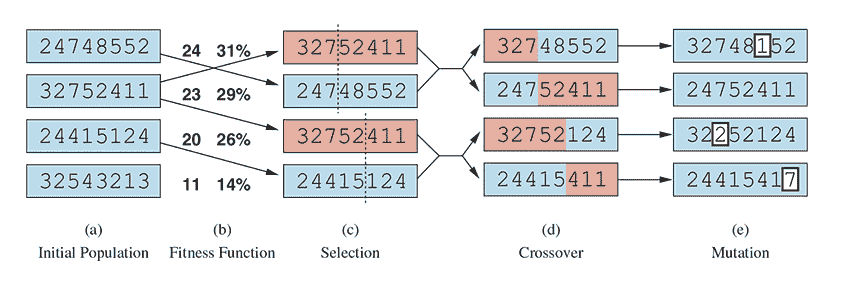 24748552 24 31% 32752411 32748552 32748152
32752411 23 29% 24748552 24752411 24752411
24415124 20 26% 32752411 32752124 32252124
32543213 11 14% 24415124 24415411 24415417
(a) (b) (c) (d) (e)
Initial Population Fitness Function Selection Crossover Mutation